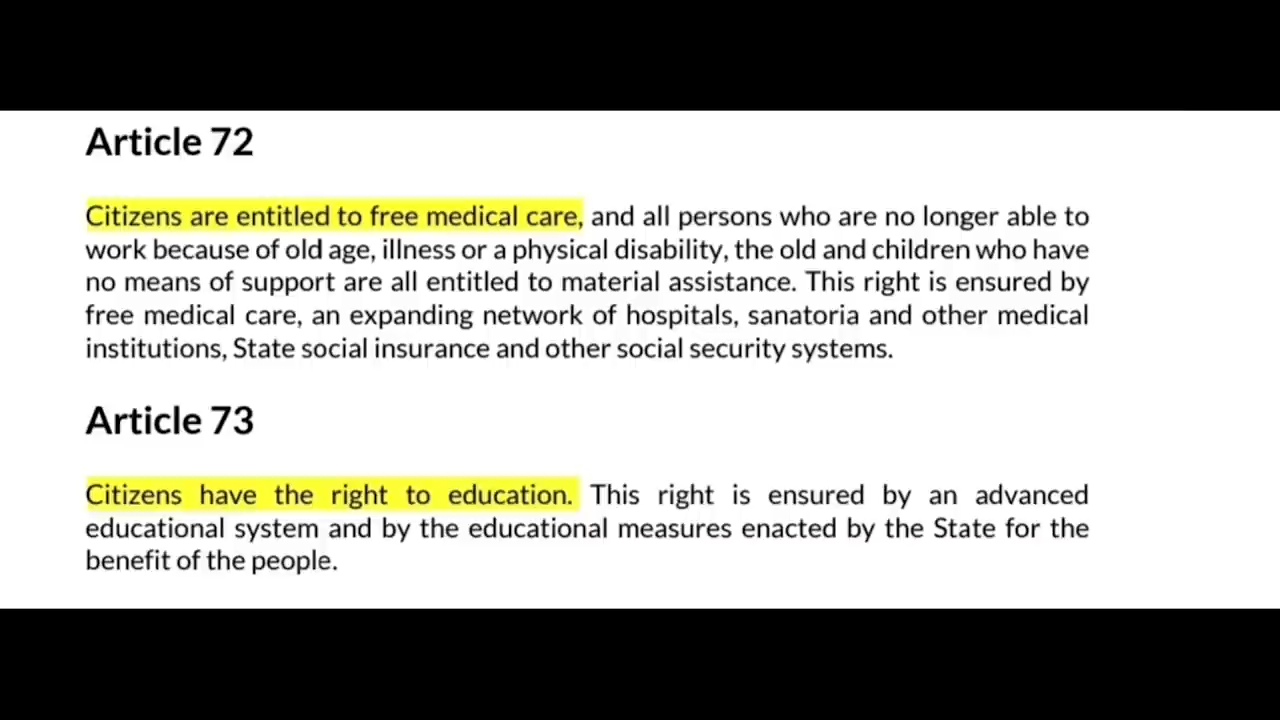 Article 72
Citizens are entitled to free medical care, and all persons who are no longer able to
work because of old age, illness or a physical disability, the old and children who have
no means of support are all entitled to material assistance. This right is ensured by
free medical care, an expanding network of hospitals, sanatoria and other medical
institutions, State social insurance and other social security systems.
Article 73
Citizens have the right to education. This right is ensured by an advanced
educational system and by the educational measures enacted by the State for the
benefit of the people.